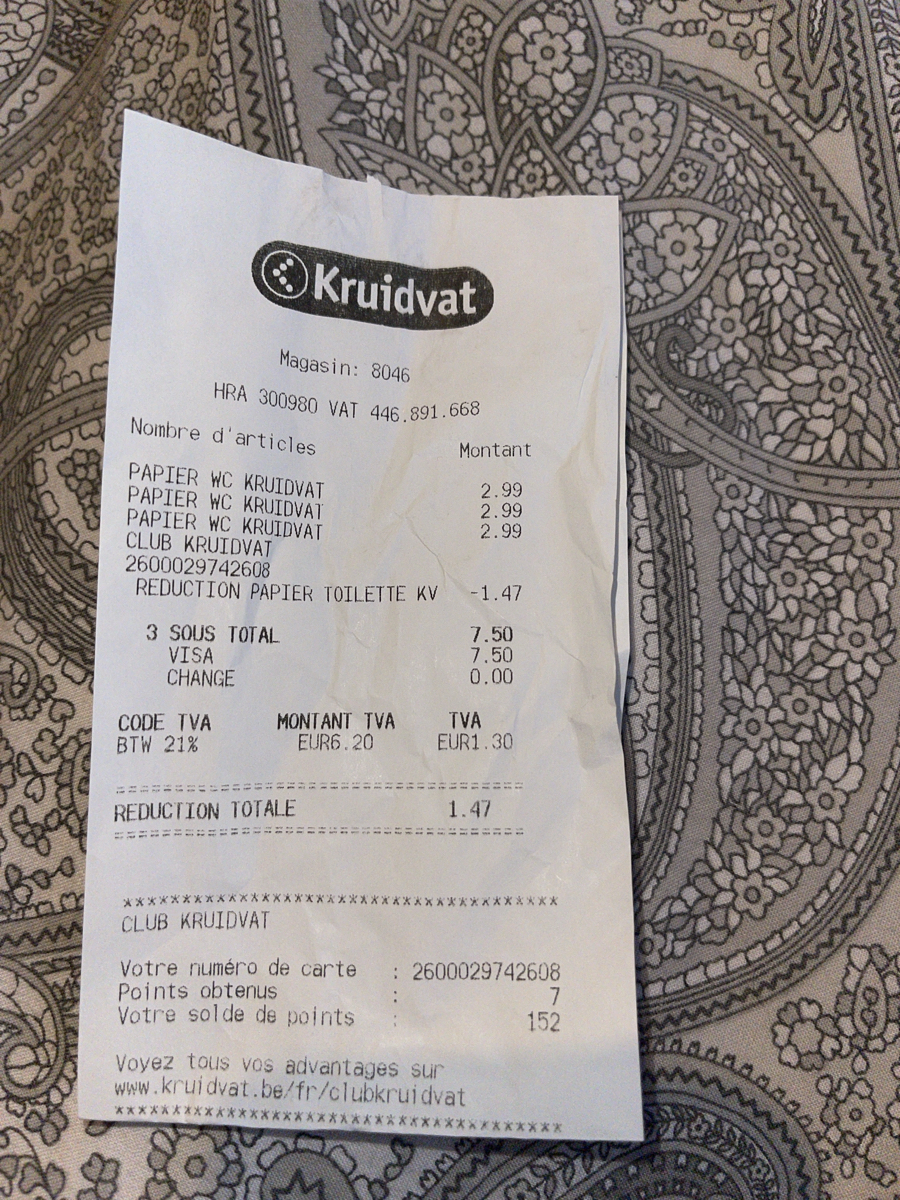 Kruidvat
Magasin: 8046
HRA 300980 VAT 446.891.668
Nombre d'articles Montant
PAPIER WC KRUIDVAT 2.99
PAPIER WC KRUIDVAT 2.99
PAPIER WC KRUIDVAT 2.99
CLUB KRUIDVAT
2600029742608
REDUCTION PAPIER TOILETTE KV -1.47
3 SOUS TOTAL 7.50
VISA 7.50
CHANGE 0.00
CODE TVA MONTANT TVA TVA
BTW 21% EUR6.20 EUR1.30
===================================
REDUCTION TOTALE 1.47
===================================
*************************************
CLUB KRUIDVAT
Votre numéro de carte : 2600029742608
Points obtenus : 7
Votre solde de points : 152
Voyez tous vos advantages sur
www.kruidvat.be/fr/clubkruidvat
*************************************